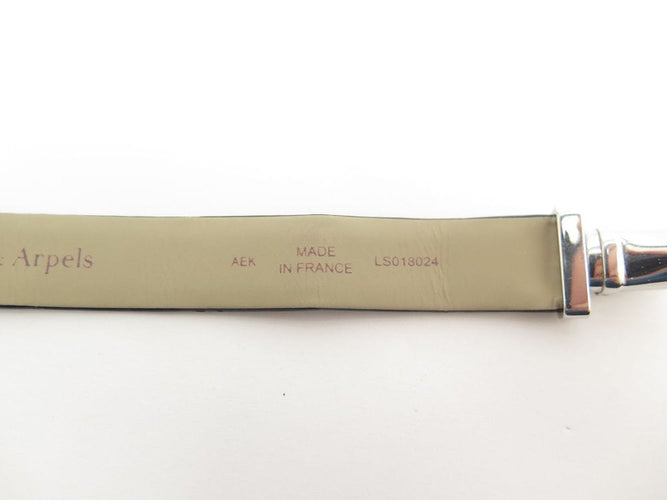 & Arpels
AEK
MADE
IN FRANCE
LS018024